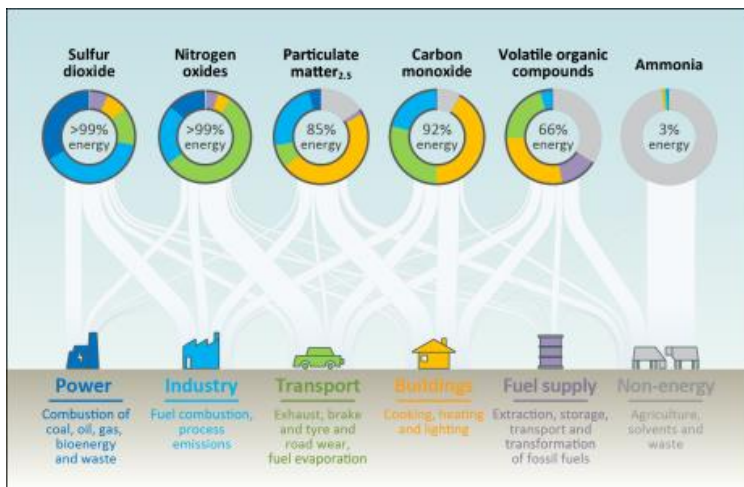 Sulfur
dioxide
Nitrogen
oxides
Particulate
matter2.5
Carbon
monoxide
Volatile organic
compounds
Ammonia
>99%
energy
>99%
energy
85%
energy
92%
energy
66%
energy
3%
energy
Power
Combustion of
coal, oil, gas,
bioenergy
and waste
Industry
Fuel combustion,
process
emissions
Transport
Exhaust, brake
and tyre and
road wear,
fuel evaporation
Buildings
Cooking, heating
and lighting
Fuel supply
Extraction, storage,
transport and
transformation
of fossil fuels
Non-energy
Agriculture,
solvents and
waste